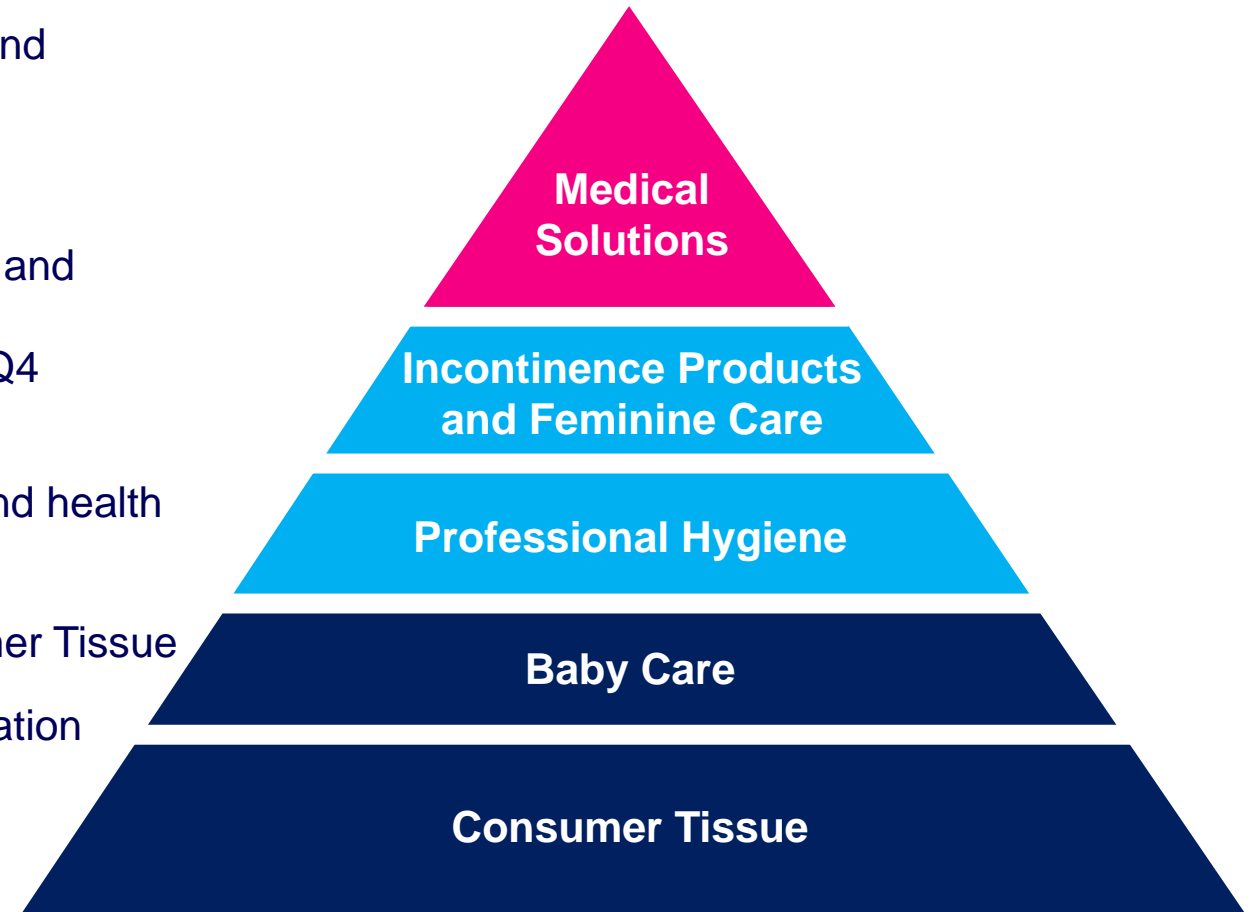 nd
and
Q4
nd health
er Tissue
ation
Medical
Solutions
Incontinence Products
and Feminine Care
Professional Hygiene
Baby Care
Consumer Tissue